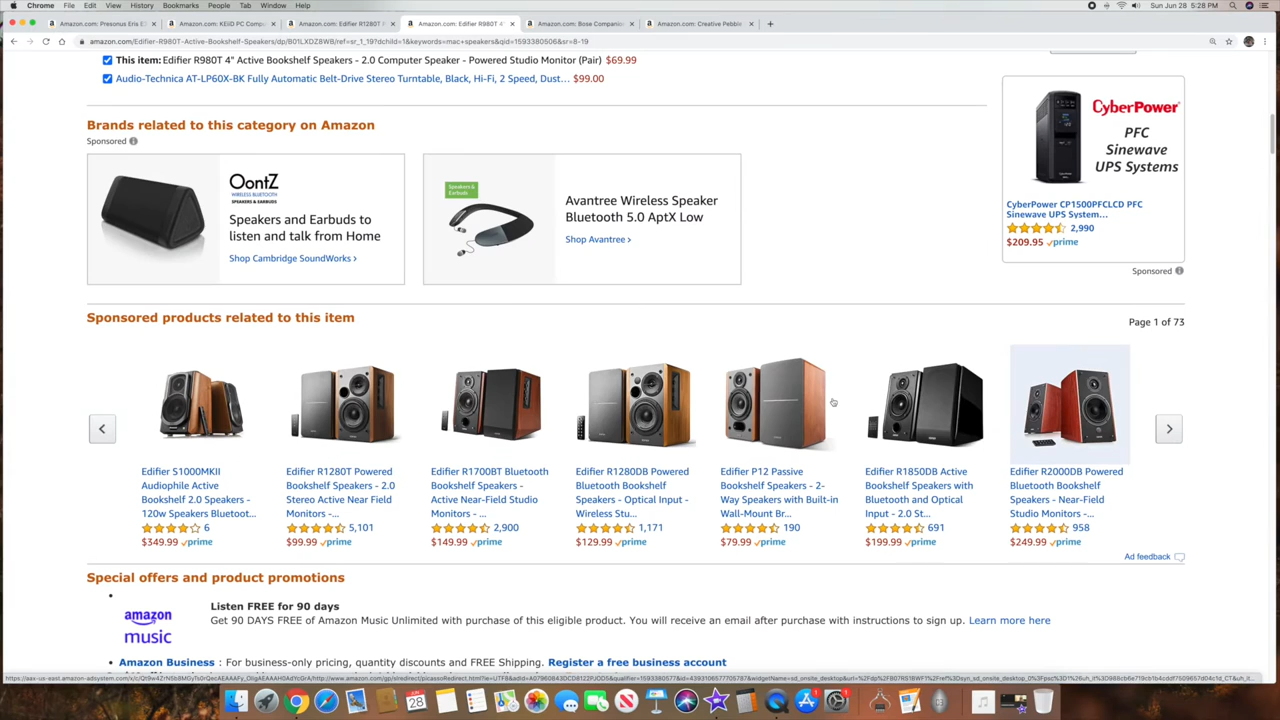 Chrome File Edit View History Bookmarks People Tab Window Help Sun Jun 28 5:28 PM
Amazon.com: Presonus Eris E Amazon.com: KEiiD PC Comp Amazon.com: Edifier R1280T P Amazon.com: Edifier R980T 4" Amazon.com: Bose Companion Amazon.com: Creative Pebble
amazon.com/Edifier-R980T-Active-Bookshelf-Speakers/dp/B01LXDZ8WB/ref=sr_1_19?dchild=1&keywords=mac+speakers&qid=1593380506&sr=8-19
This item: Edifier R980T 4" Active Bookshelf Speakers - 2.0 Computer Speaker - Powered Studio Monitor (Pair) $69.99
Audio-Technica AT-LP60X-BK Fully Automatic Belt-Drive Stereo Turntable, Black, Hi-Fi, 2 Speed, Dust… $99.00
Brands related to this category on Amazon
Sponsored
OontZ
WIRELESS BLUETOOTH
SPEAKERS & EARBUDS
Speakers and Earbuds to
listen and talk from Home
Shop Cambridge SoundWorks ›
Speakers &
Earbuds
Avantree Wireless Speaker
Bluetooth 5.0 AptX Low
Shop Avantree ›
CyberPower
PFC
Sinewave
UPS Systems
CyberPower CP1500PFCLCD PFC
Sinewave UPS System…
2,990
$209.95 prime
Sponsored
Sponsored products related to this item
Page 1 of 73
Edifier S1000MKII
Audiophile Active
Bookshelf 2.0 Speakers -
120w Speakers Bluetoot…
6
$349.99 prime
Edifier R1280T Powered
Bookshelf Speakers - 2.0
Stereo Active Near Field
Monitors -…
5,101
$99.99 prime
Edifier R1700BT Bluetooth
Bookshelf Speakers -
Active Near-Field Studio
Monitors - …
2,900
$149.99 prime
Edifier R1280DB Powered
Bluetooth Bookshelf
Speakers - Optical Input -
Wireless Stu…
1,171
$129.99 prime
Edifier P12 Passive
Bookshelf Speakers - 2-
Way Speakers with Built-in
Wall-Mount Br…
190
$79.99 prime
Edifier R1850DB Active
Bookshelf Speakers with
Bluetooth and Optical
Input - 2.0 St…
691
$199.99 prime
Edifier R2000DB Powered
Bluetooth Bookshelf
Speakers - Near-Field
Studio Monitors -…
958
$249.99 prime
Ad feedback
Special offers and product promotions
amazon
music
Listen FREE for 90 days
Get 90 DAYS FREE of Amazon Music Unlimited with purchase of this eligible product. You will receive an email after purchase with instructions to sign up. Learn more here
Amazon Business : For business-only pricing, quantity discounts and FREE Shipping. Register a free business account